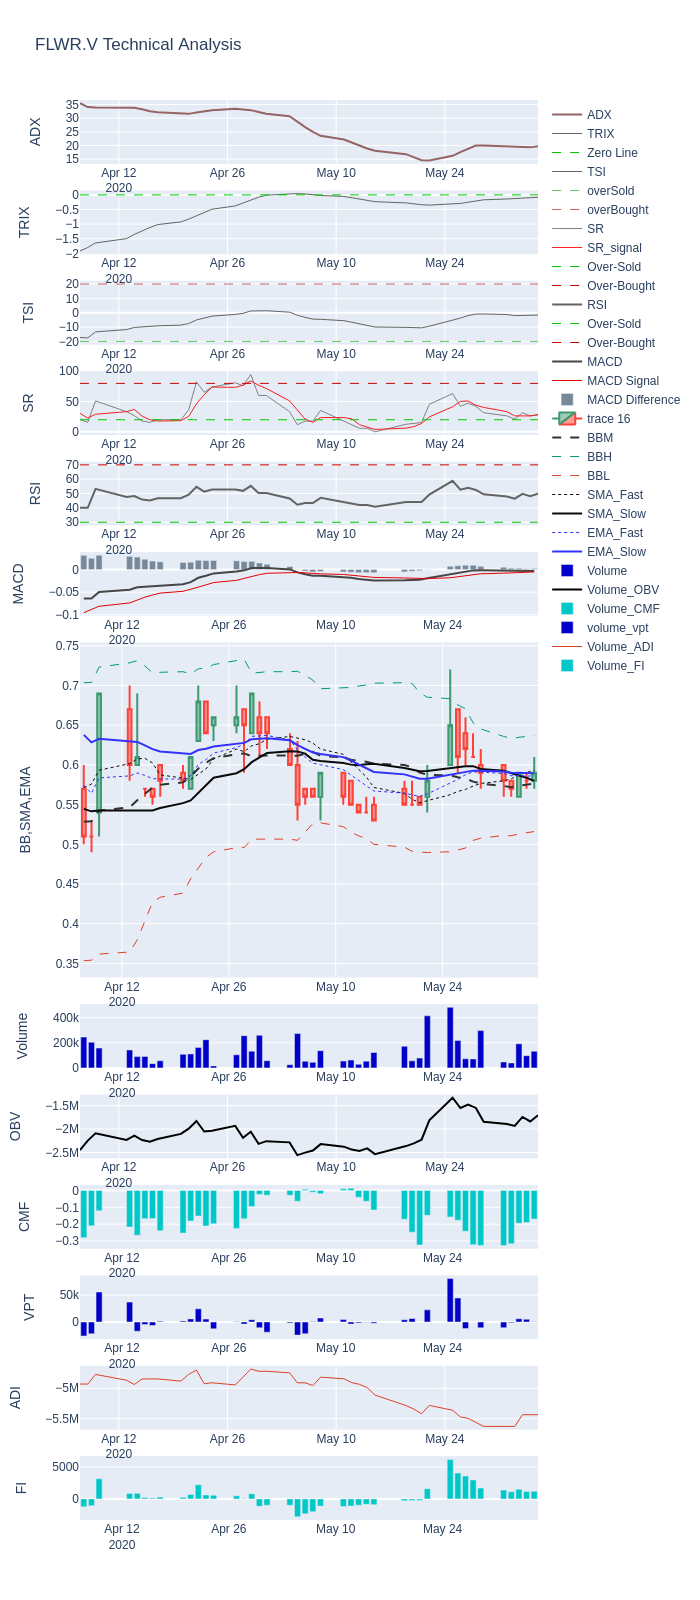 FLWR.V Technical Analysis
ADX
35
30
25
20
15
Apr 12
2020
Apr 26
May 10
May 24
TRIX
0
−0.5
−1
−1.5
−2
Apr 12
2020
Apr 26
May 10
May 24
TSI
20
10
0
−10
−20
Apr 12
2020
Apr 26
May 10
May 24
SR
100
50
0
Apr 12
2020
Apr 26
May 10
May 24
RSI
70
60
50
40
30
Apr 12
2020
Apr 26
May 10
May 24
MACD
0
−0.05
−0.1
Apr 12
2020
Apr 26
May 10
May 24
BB,SMA,EMA
0.75
0.7
0.65
0.6
0.55
0.5
0.45
0.4
0.35
Apr 12
2020
Apr 26
May 10
May 24
Volume
400k
200k
0
Apr 12
2020
Apr 26
May 10
May 24
OBV
−1.5M
−2M
−2.5M
Apr 12
2020
Apr 26
May 10
May 24
CMF
0
−0.1
−0.2
−0.3
Apr 12
2020
Apr 26
May 10
May 24
VPT
50k
0
Apr 12
2020
Apr 26
May 10
May 24
ADI
−5M
−5.5M
Apr 12
2020
Apr 26
May 10
May 24
FI
5000
0
Apr 12
2020
Apr 26
May 10
May 24
ADX
TRIX
Zero Line
TSI
overSold
overBought
SR
SR_signal
Over-Sold
Over-Bought
RSI
Over-Sold
Over-Bought
MACD
MACD Signal
MACD Difference
trace 16
BBM
BBH
BBL
SMA_Fast
SMA_Slow
EMA_Fast
EMA_Slow
Volume
Volume_OBV
Volume_CMF
volume_vpt
Volume_ADI
Volume_FI